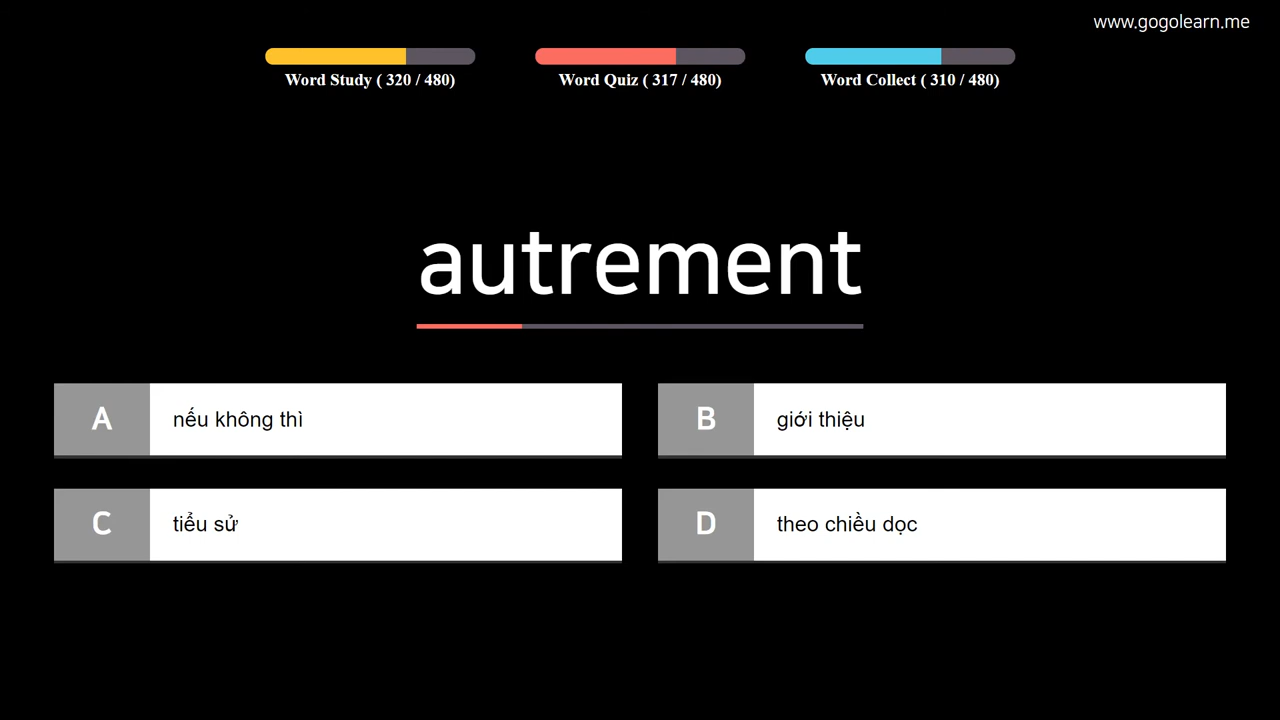 www.gogolearn.me
Word Study ( 320 / 480)
Word Quiz ( 317 / 480)
Word Collect ( 310 / 480)
autrement
A
nếu không thì
B
giới thiệu
C
tiểu sử
D
theo chiều dọc